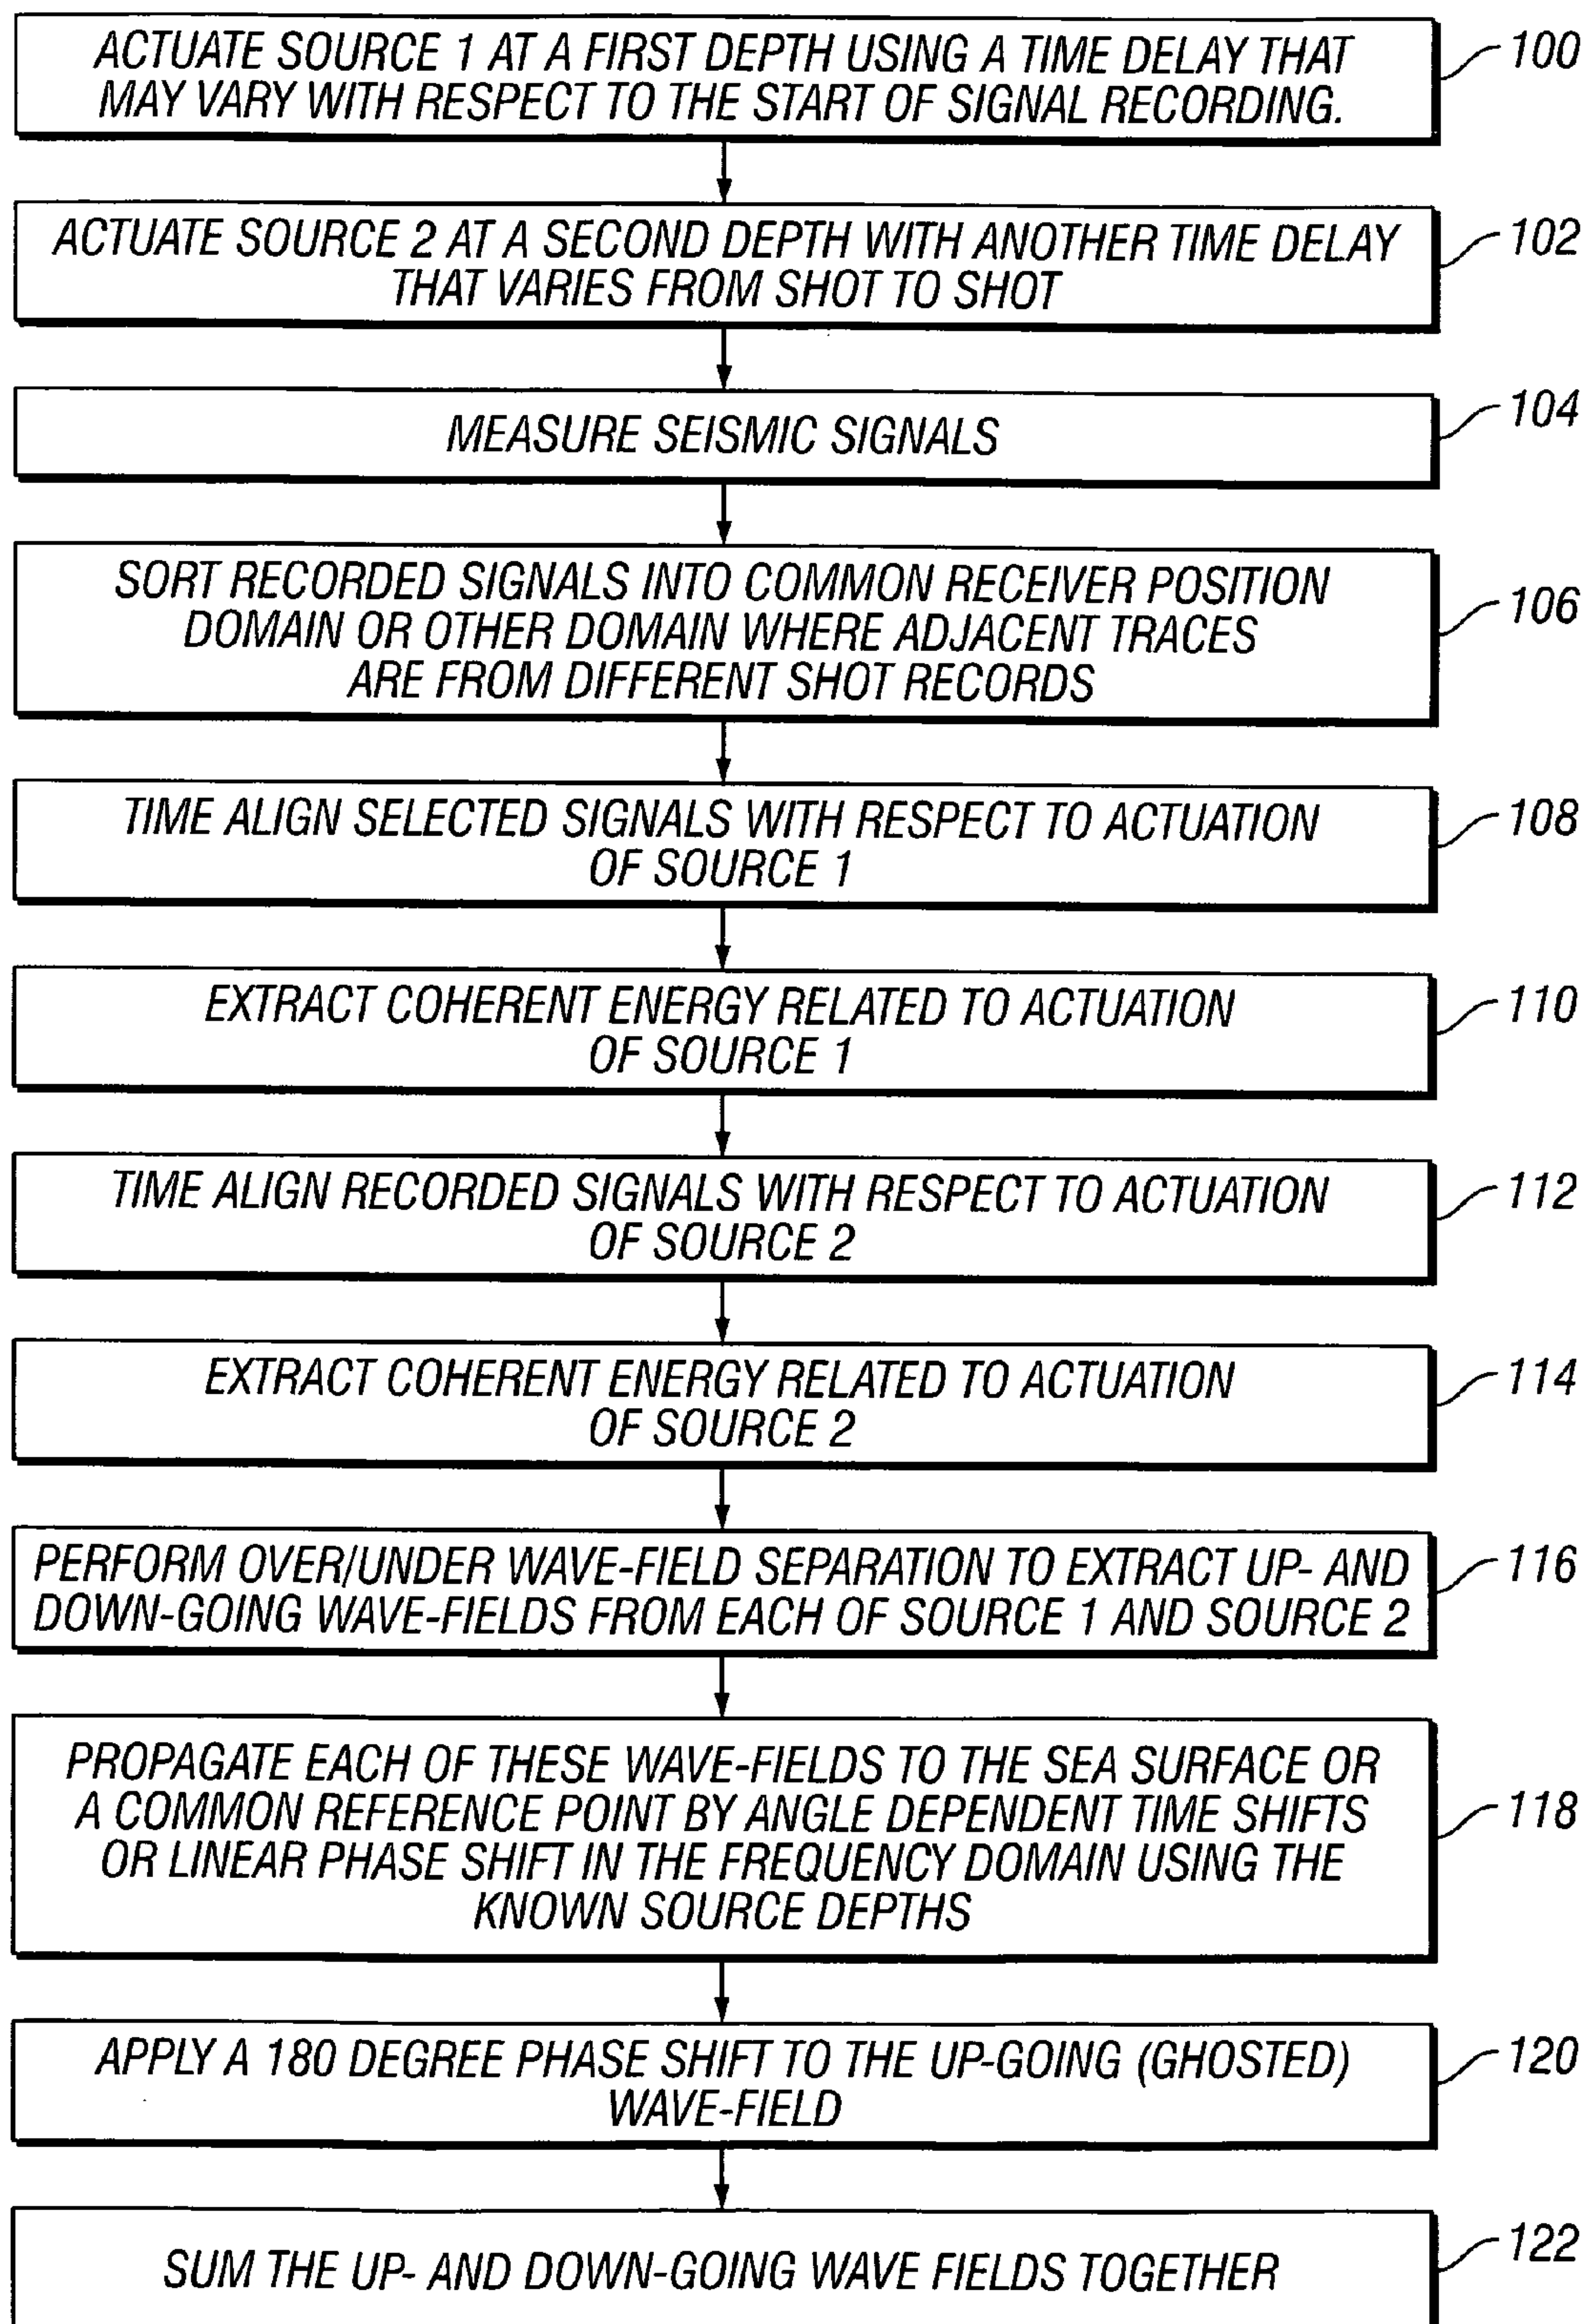 ACTUATE SOURCE 1 AT A FIRST DEPTH USING A TIME DELAY THAT
MAY VARY WITH RESPECT TO THE START OF SIGNAL RECORDING.
100
ACTUATE SOURCE 2 AT A SECOND DEPTH WITH ANOTHER TIME DELAY
THAT VARIES FROM SHOT TO SHOT
102
MEASURE SEISMIC SIGNALS
104
SORT RECORDED SIGNALS INTO COMMON RECEIVER POSITION
DOMAIN OR OTHER DOMAIN WHERE ADJACENT TRACES
ARE FROM DIFFERENT SHOT RECORDS
106
TIME ALIGN SELECTED SIGNALS WITH RESPECT TO ACTUATION
OF SOURCE 1
108
EXTRACT COHERENT ENERGY RELATED TO ACTUATION
OF SOURCE 1
110
TIME ALIGN RECORDED SIGNALS WITH RESPECT TO ACTUATION
OF SOURCE 2
112
EXTRACT COHERENT ENERGY RELATED TO ACTUATION
OF SOURCE 2
114
PERFORM OVER/UNDER WAVE-FIELD SEPARATION TO EXTRACT UP- AND
DOWN-GOING WAVE-FIELDS FROM EACH OF SOURCE 1 AND SOURCE 2
116
PROPAGATE EACH OF THESE WAVE-FIELDS TO THE SEA SURFACE OR
A COMMON REFERENCE POINT BY ANGLE DEPENDENT TIME SHIFTS
OR LINEAR PHASE SHIFT IN THE FREQUENCY DOMAIN USING THE
KNOWN SOURCE DEPTHS
118
APPLY A 180 DEGREE PHASE SHIFT TO THE UP-GOING (GHOSTED)
WAVE-FIELD
120
SUM THE UP- AND DOWN-GOING WAVE FIELDS TOGETHER
122